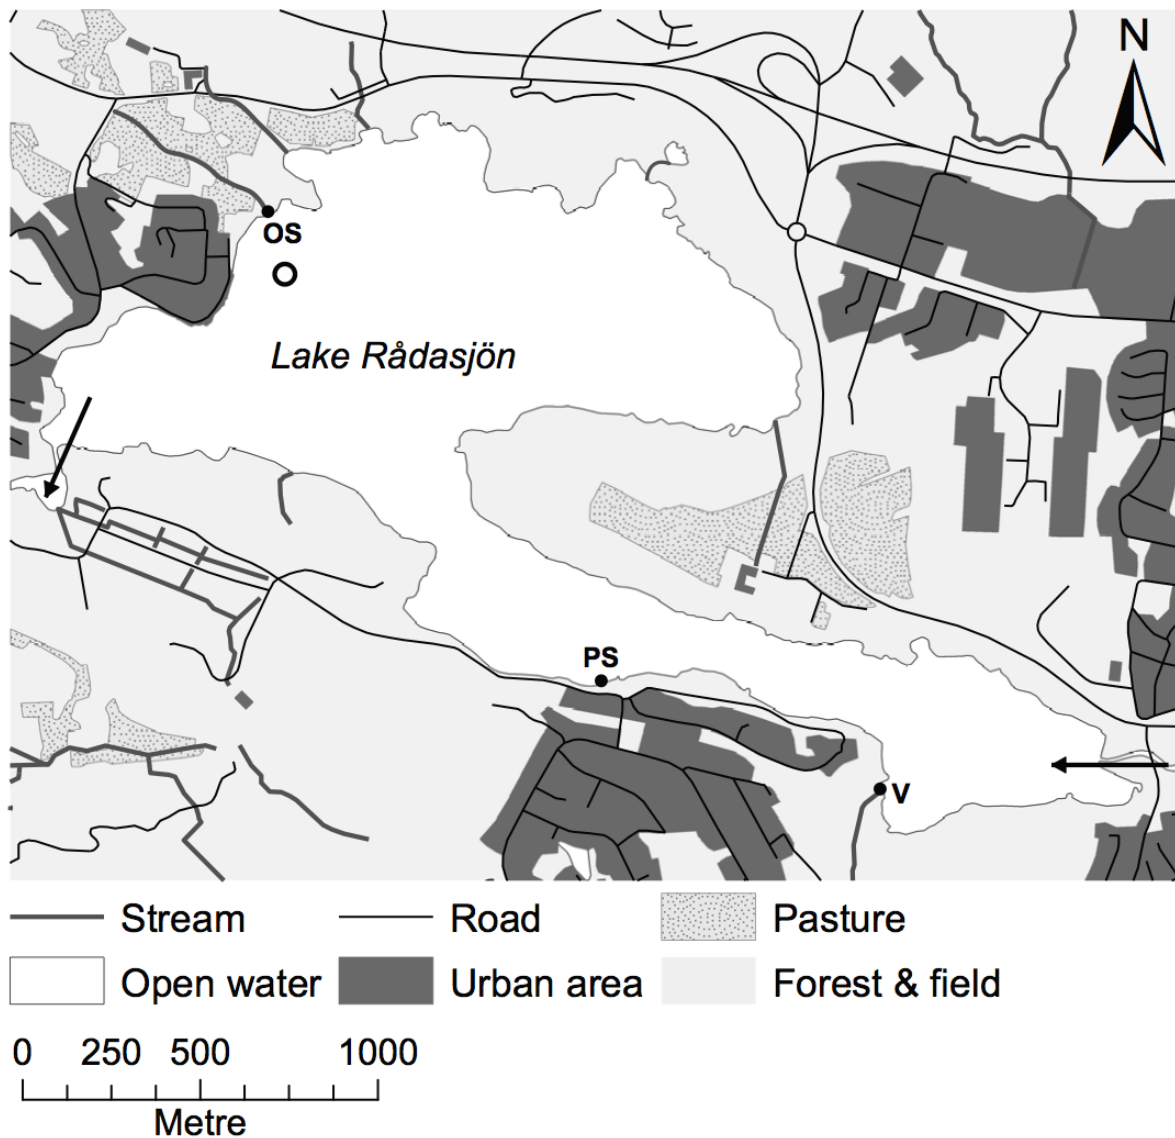 N
OS
Lake Rådasjön
PS
V
Stream
Road
Pasture
Open water
Urban area
Forest & field
0 250 500 1000
Metre